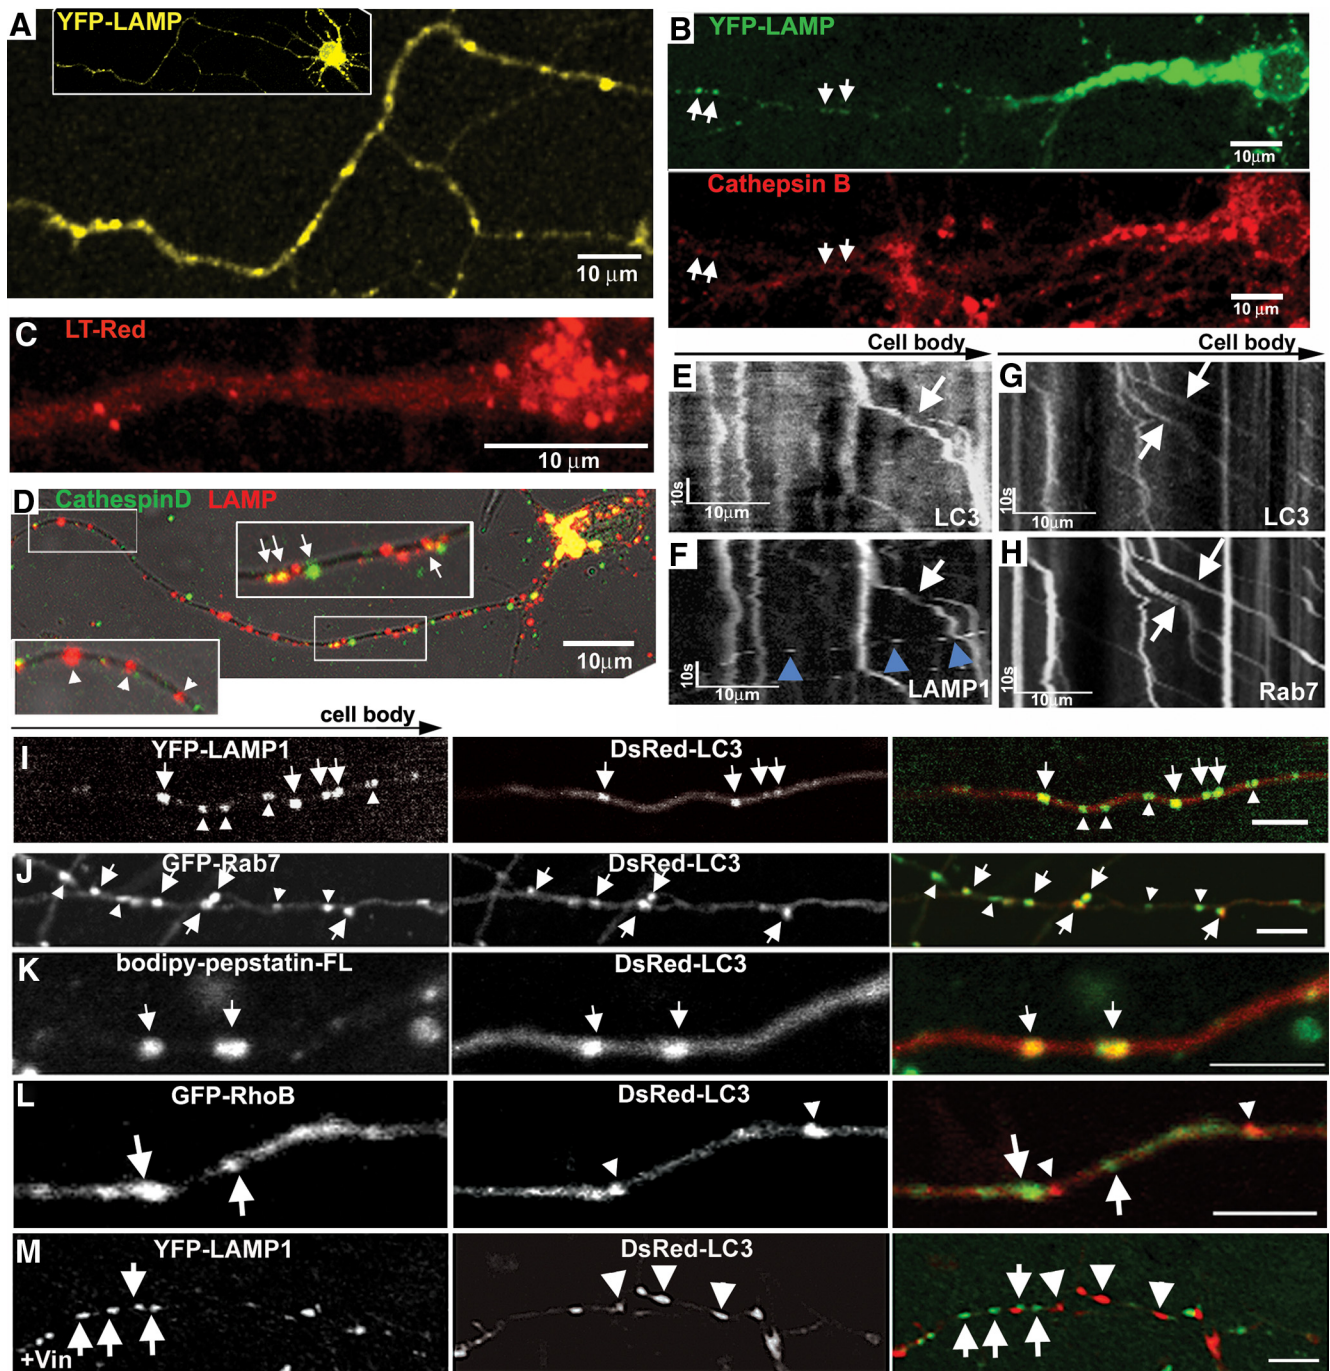 A
YFP-LAMP
10 μm
B
YFP-LAMP
10μm
Cathepsin B
10 μm
C
LT-Red
10 μm
D
CathespinD LAMP
10μm
Cell body
Cell body
E
10s
10μm
LC3
G
10s
10μm
LC3
F
10s
10μm
LAMP1
H
10s
10μm
Rab7
cell body
I
YFP-LAMP1
DsRed-LC3
J
GFP-Rab7
DsRed-LC3
K
bodipy-pepstatin-FL
DsRed-LC3
L
GFP-RhoB
DsRed-LC3
M
YFP-LAMP1
DsRed-LC3
+Vin